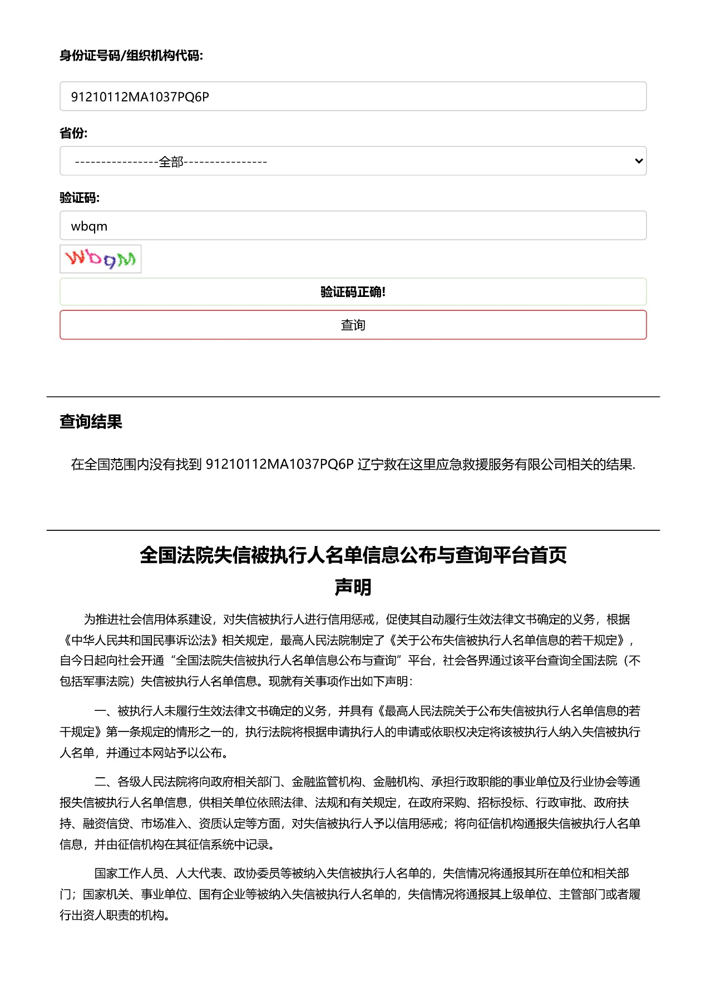 身份证号码/组织机构代码:
91210112MA1037PQ6P
省份:
----------------全部----------------
验证码:
wbqm
WbqM
验证码正确!
查询
查询结果
在全国范围内没有找到 91210112MA1037PQ6P 辽宁救在这里应急救援服务有限公司相关的结果.
全国法院失信被执行人名单信息公布与查询平台首页
声明
为推进社会信用体系建设，对失信被执行人进行信用惩戒，促使其自动履行生效法律文书确定的义务，根据
《中华人民共和国民事诉讼法》相关规定，最高人民法院制定了《关于公布失信被执行人名单信息的若干规定》，
自今日起向社会开通“全国法院失信被执行人名单信息公布与查询”平台，社会各界通过该平台查询全国法院（不
包括军事法院）失信被执行人名单信息。现就有关事项作出如下声明：
一、被执行人未履行生效法律文书确定的义务，并具有《最高人民法院关于公布失信被执行人名单信息的若
干规定》第一条规定的情形之一的，执行法院将根据申请执行人的申请或依职权决定将该被执行人纳入失信被执行
人名单，并通过本网站予以公布。
二、各级人民法院将向政府相关部门、金融监管机构、金融机构、承担行政职能的事业单位及行业协会等通
报失信被执行人名单信息，供相关单位依照法律、法规和有关规定，在政府采购、招标投标、行政审批、政府扶
持、融资信贷、市场准入、资质认定等方面，对失信被执行人予以信用惩戒；将向征信机构通报失信被执行人名单
信息，并由征信机构在其征信系统中记录。
国家工作人员、人大代表、政协委员等被纳入失信被执行人名单的，失信情况将通报其所在单位和相关部
门；国家机关、事业单位、国有企业等被纳入失信被执行人名单的，失信情况将通报其上级单位、主管部门或者履
行出资人职责的机构。